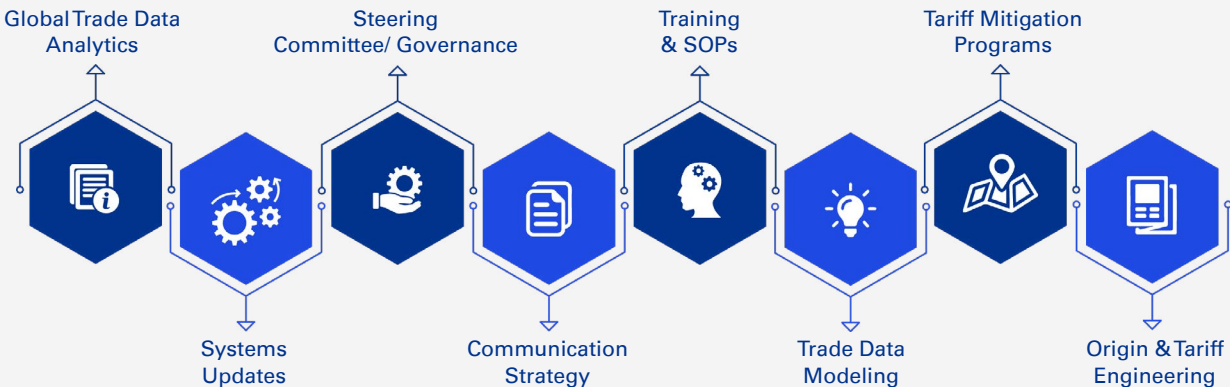 Global Trade Data
Analytics
Steering
Committee/ Governance
Training
& SOPs
Tariff Mitigation
Programs
i
Systems
Updates
Communication
Strategy
Trade Data
Modeling
Origin & Tariff
Engineering